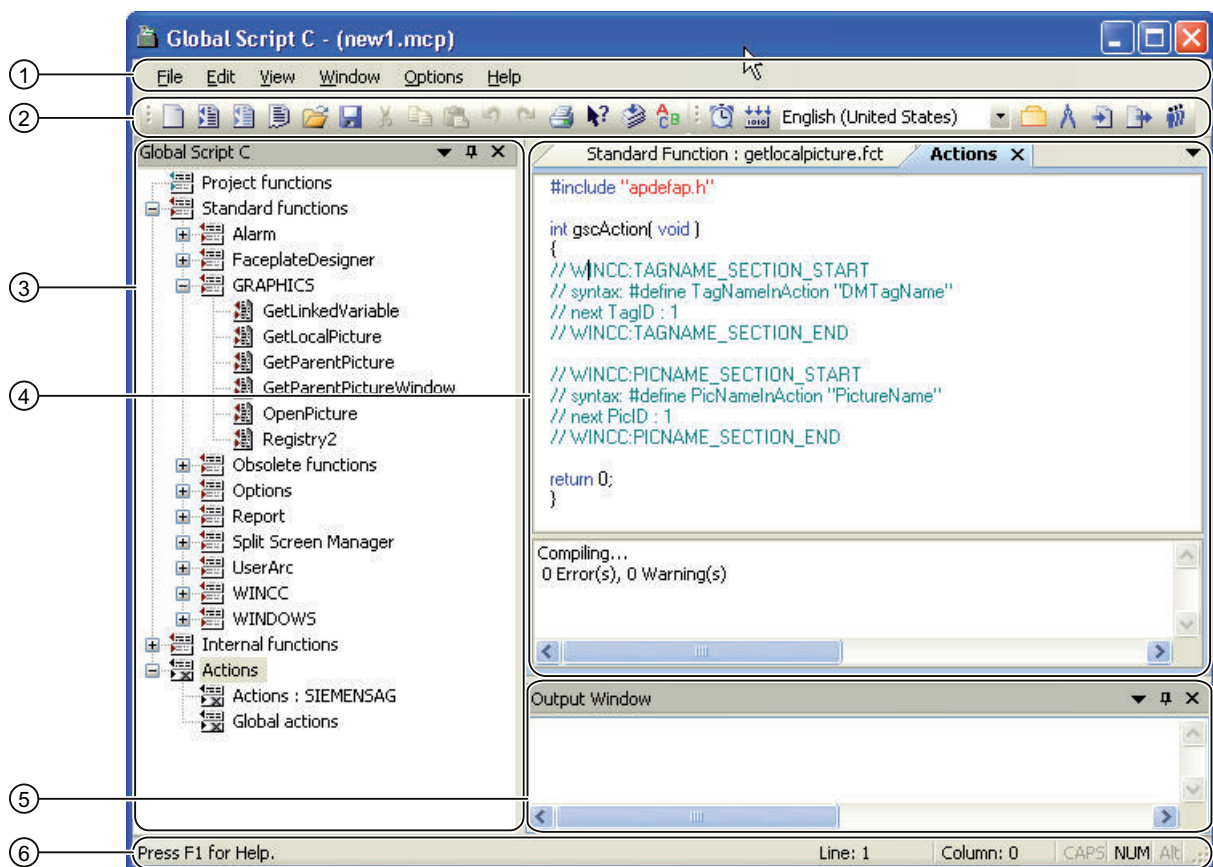 Global Script C - (new1.mcp)
1
File Edit View Window Options Help
2
English (United States)
3
Global Script C
Project functions
Standard functions
Alarm
FaceplateDesigner
GRAPHICS
GetLinkedVariable
GetLocalPicture
GetParentPicture
GetParentPictureWindow
OpenPicture
Registry2
Obsolete functions
Options
Report
Split Screen Manager
UserArc
WINCC
WINDOWS
Internal functions
Actions
Actions : SIEMENSAG
Global actions
4
Standard Function : getlocalpicture.fct Actions X
#include "apdefap.h"
int gscAction( void )
{
// WINCC:TAGNAME_SECTION_START
// syntax: #define TagNameInAction "DMTagName"
// next TagID : 1
// WINCC:TAGNAME_SECTION_END
// WINCC:PICNAME_SECTION_START
// syntax: #define PicNameInAction "PictureName"
// next PicID : 1
// WINCC:PICNAME_SECTION_END
return 0;
}
Compiling...
0 Error(s), 0 Warning(s)
5
Output Window
6
Press F1 for Help. Line: 1 Column: 0 CAPS NUM Alt